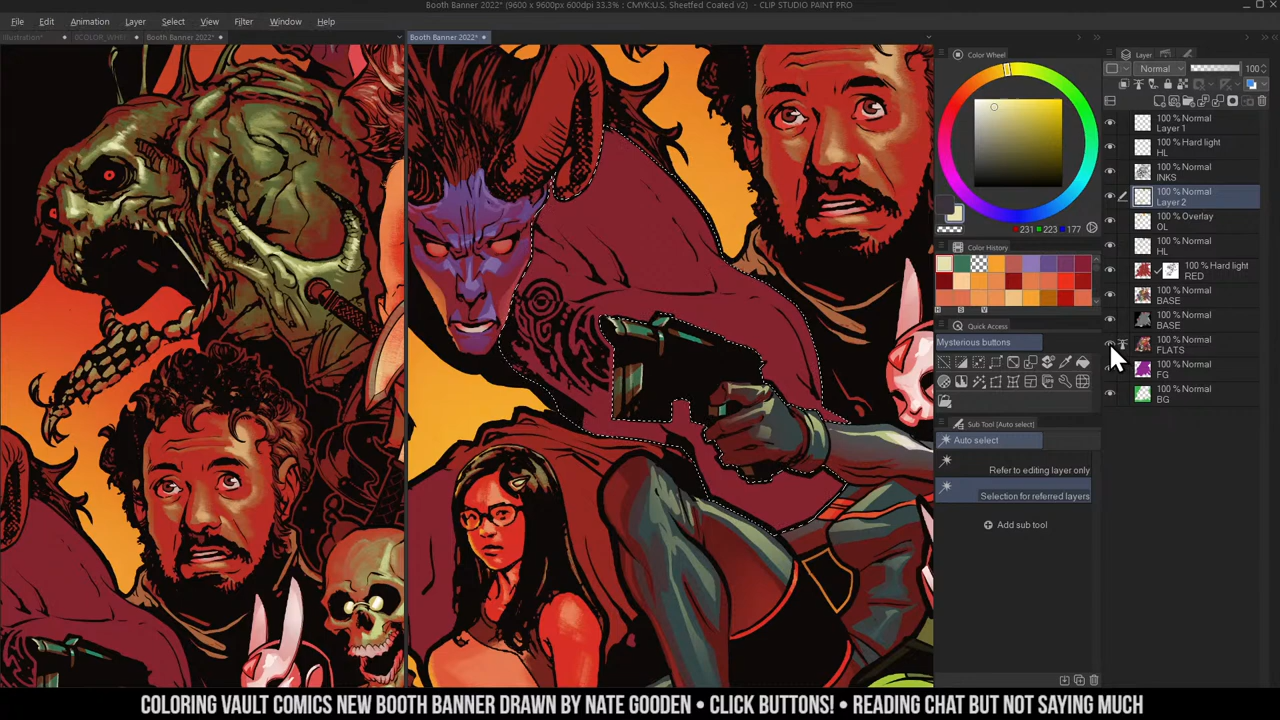 Booth Banner 2022* (9600 x 9600px 600dpi 33.3% : CMYK:U.S. Sheetfed Coated v2) - CLIP STUDIO PAINT PRO
File Edit Animation Layer Select View Filter Window Help
Illustration* Booth Banner 2022* Booth Banner 2022*
Color Wheel
231 223 177
Color History
H S V
Quick Access
Mysterious buttons
Sub Tool [Auto select]
Auto select
Refer to editing layer only
Selection for referred layers
Add sub tool
Layer
Normal 100
100 % Normal
Layer 1
100 % Hard light
HL
100 % Normal
INKS
100 % Normal
Layer 2
100 % Overlay
OL
100 % Normal
HL
100 % Hard light
RED
100 % Normal
BASE
100 % Normal
BASE
100 % Normal
FLATS
100 % Normal
FG
100 % Normal
BG
COLORING VAULT COMICS NEW BOOTH BANNER DRAWN BY NATE GOODEN • CLICK BUTTONS! • READING CHAT BUT NOT SAYING MUCH